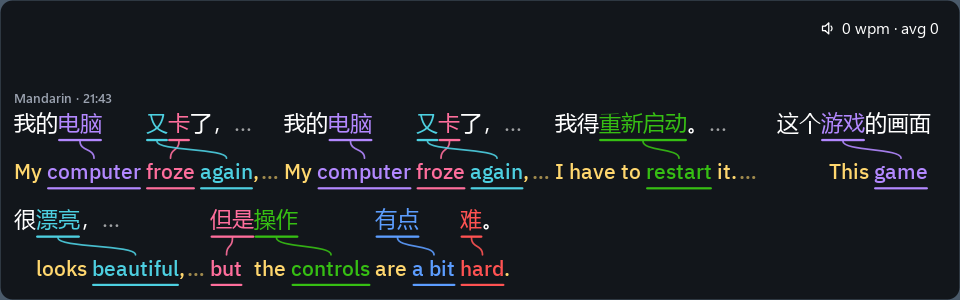 0 wpm · avg 0
Mandarin · 21:43
我的电脑 又卡了，… 我的电脑 又卡了，… 我得重新启动。… 这个游戏的画面
My computer froze again,… My computer froze again,… I have to restart it.… This game
很漂亮，… 但是操作 有点 难。
looks beautiful,… but the controls are a bit hard.